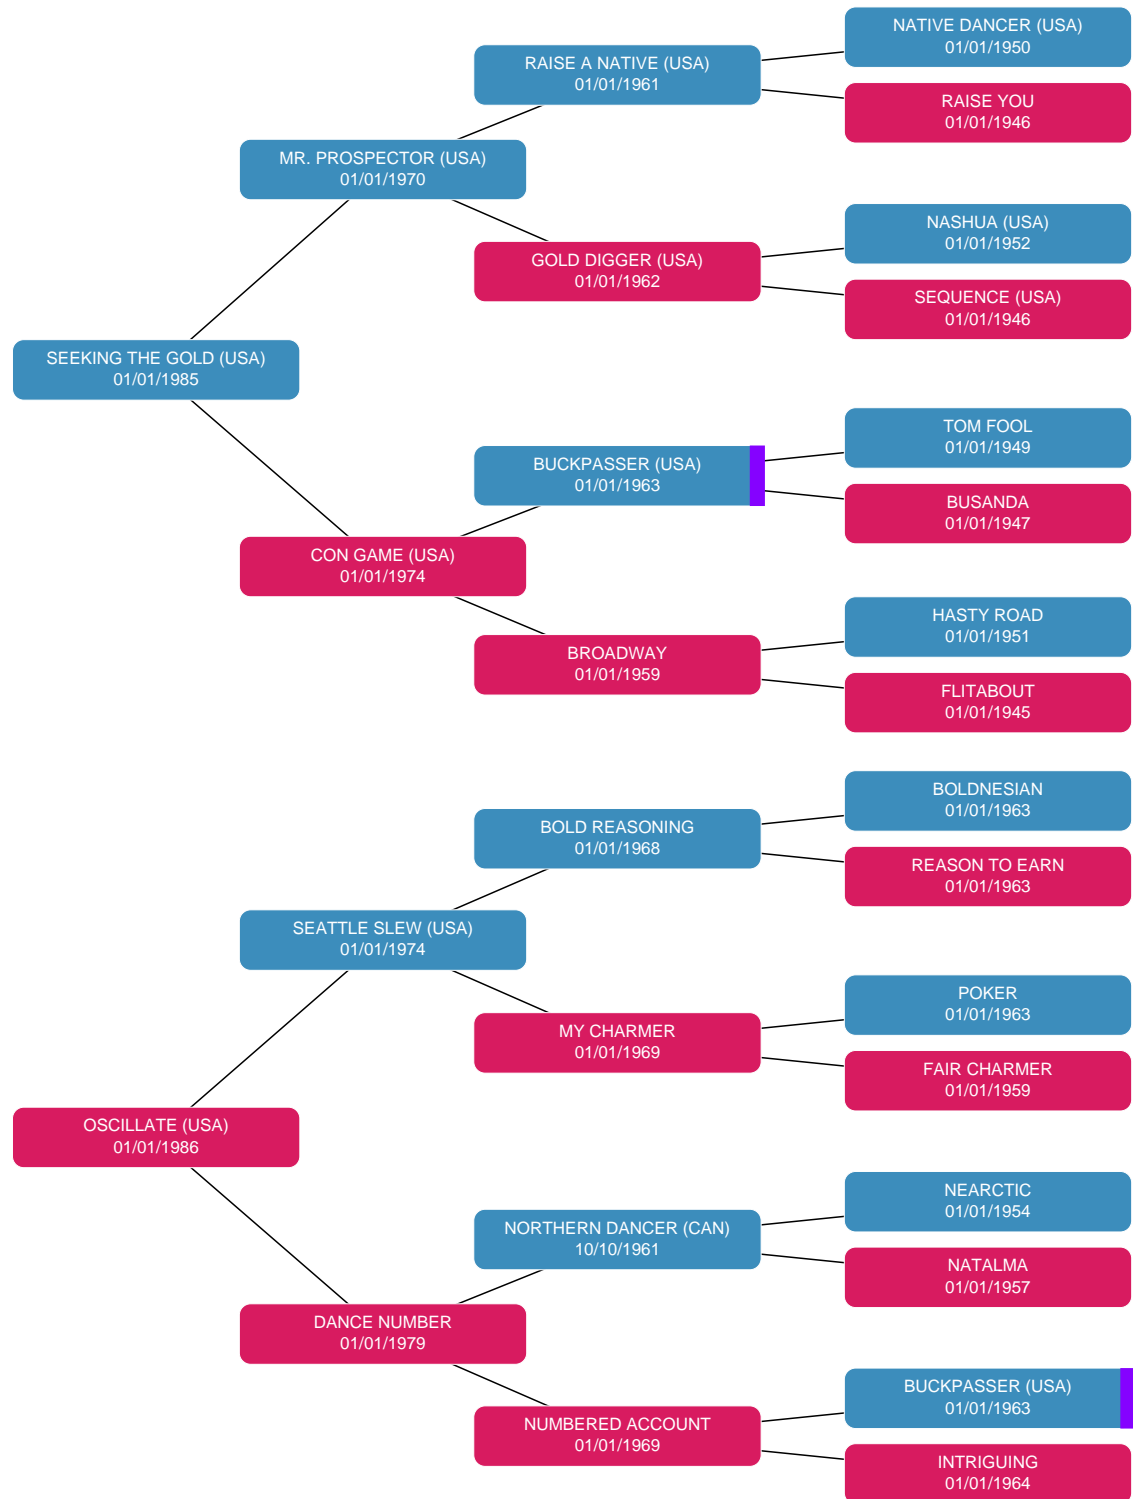 NATIVE DANCER (USA)
01/01/1950
RAISE A NATIVE (USA)
01/01/1961
RAISE YOU
01/01/1946
MR. PROSPECTOR (USA)
01/01/1970
NASHUA (USA)
01/01/1952
GOLD DIGGER (USA)
01/01/1962
SEQUENCE (USA)
01/01/1946
SEEKING THE GOLD (USA)
01/01/1985
TOM FOOL
01/01/1949
BUCKPASSER (USA)
01/01/1963
BUSANDA
01/01/1947
CON GAME (USA)
01/01/1974
HASTY ROAD
01/01/1951
BROADWAY
01/01/1959
FLITABOUT
01/01/1945
BOLDNESIAN
01/01/1963
BOLD REASONING
01/01/1968
REASON TO EARN
01/01/1963
SEATTLE SLEW (USA)
01/01/1974
POKER
01/01/1963
MY CHARMER
01/01/1969
FAIR CHARMER
01/01/1959
OSCILLATE (USA)
01/01/1986
NEARCTIC
01/01/1954
NORTHERN DANCER (CAN)
10/10/1961
NATALMA
01/01/1957
DANCE NUMBER
01/01/1979
BUCKPASSER (USA)
01/01/1963
NUMBERED ACCOUNT
01/01/1969
INTRIGUING
01/01/1964